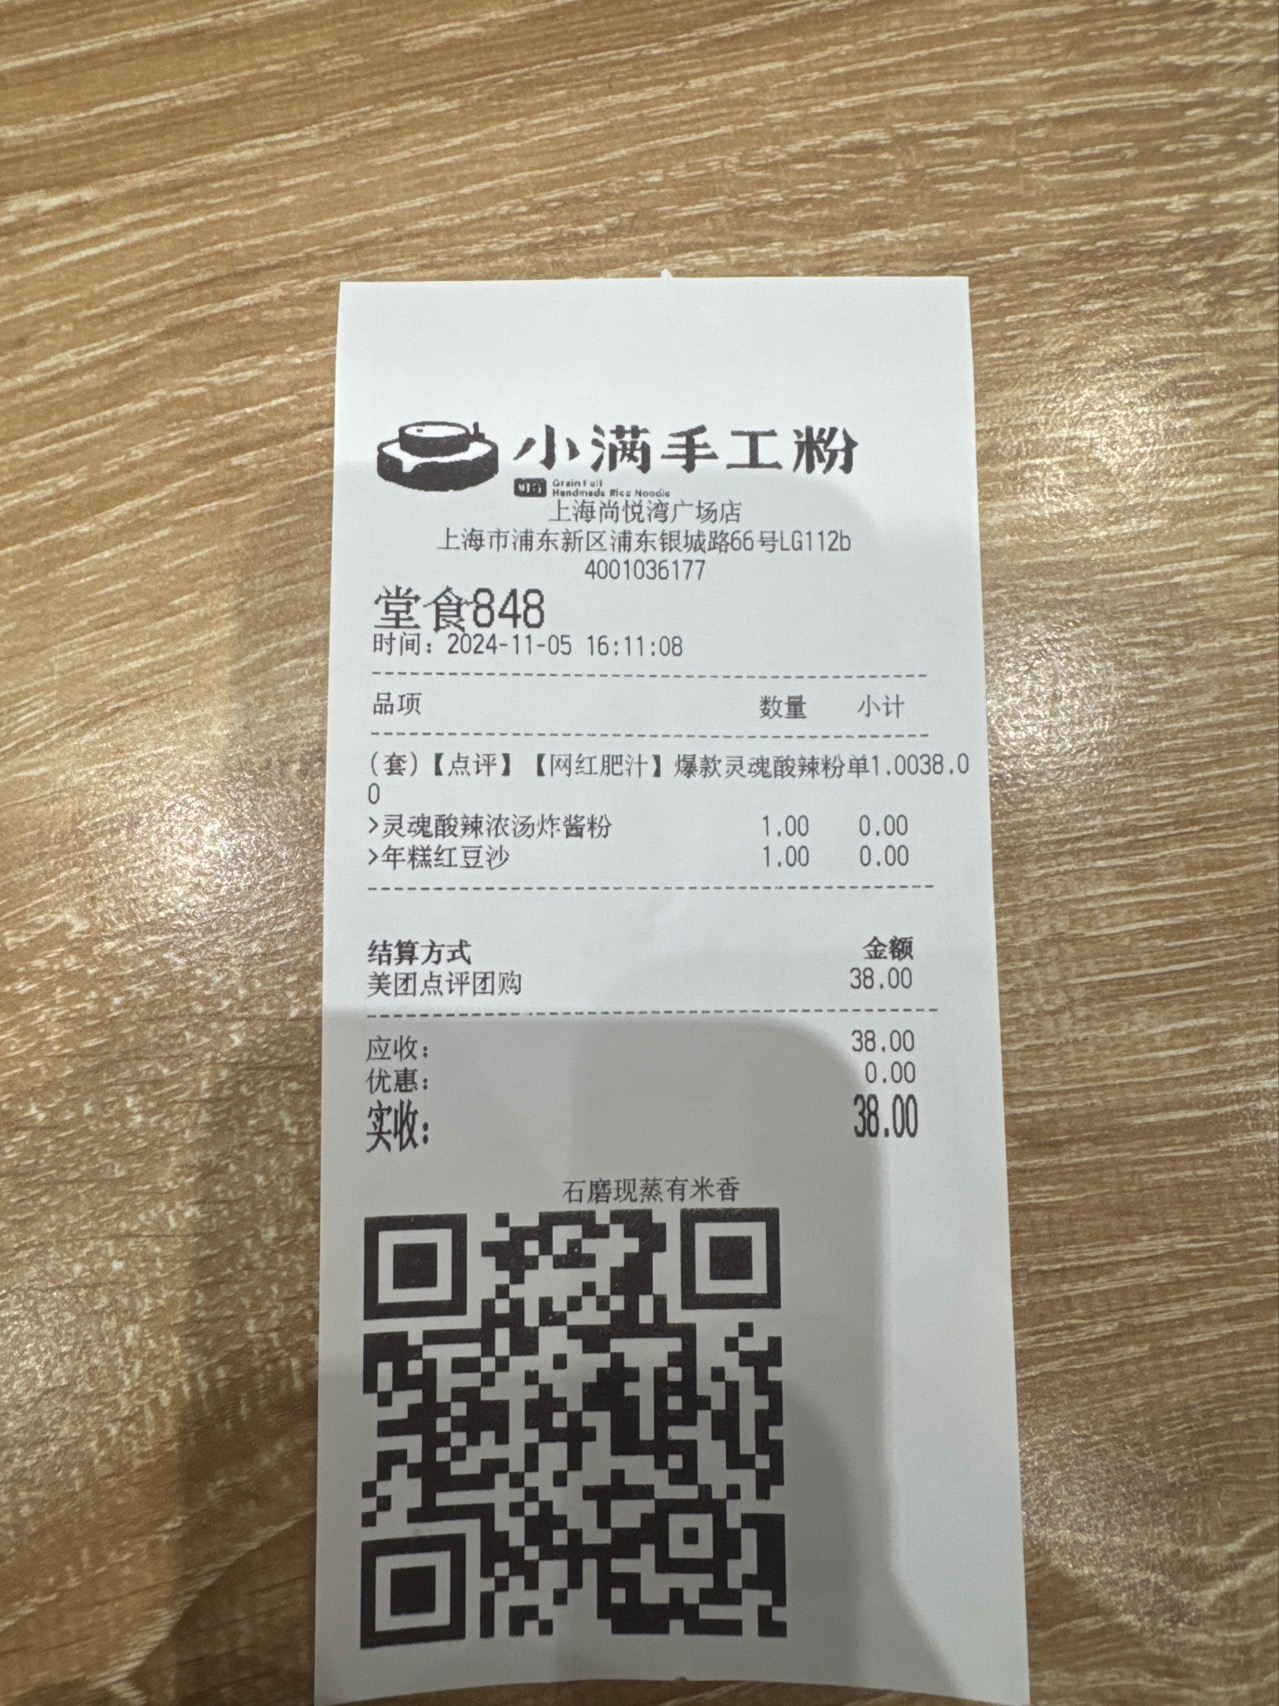 小满手工粉
Grain Full
Handmade Rice Noodle
上海尚悦湾广场店
上海市浦东新区浦东银城路66号LG112b
4001036177
堂食848
时间：2024-11-05 16:11:08
品项 数量 小计
（套）【点评】【网红肥汁】爆款灵魂酸辣粉单1.0038.0
0
>灵魂酸辣浓汤炸酱粉 1.00 0.00
>年糕红豆沙 1.00 0.00
结算方式 金额
美团点评团购 38.00
应收： 38.00
优惠： 0.00
实收： 38.00
石磨现蒸有米香